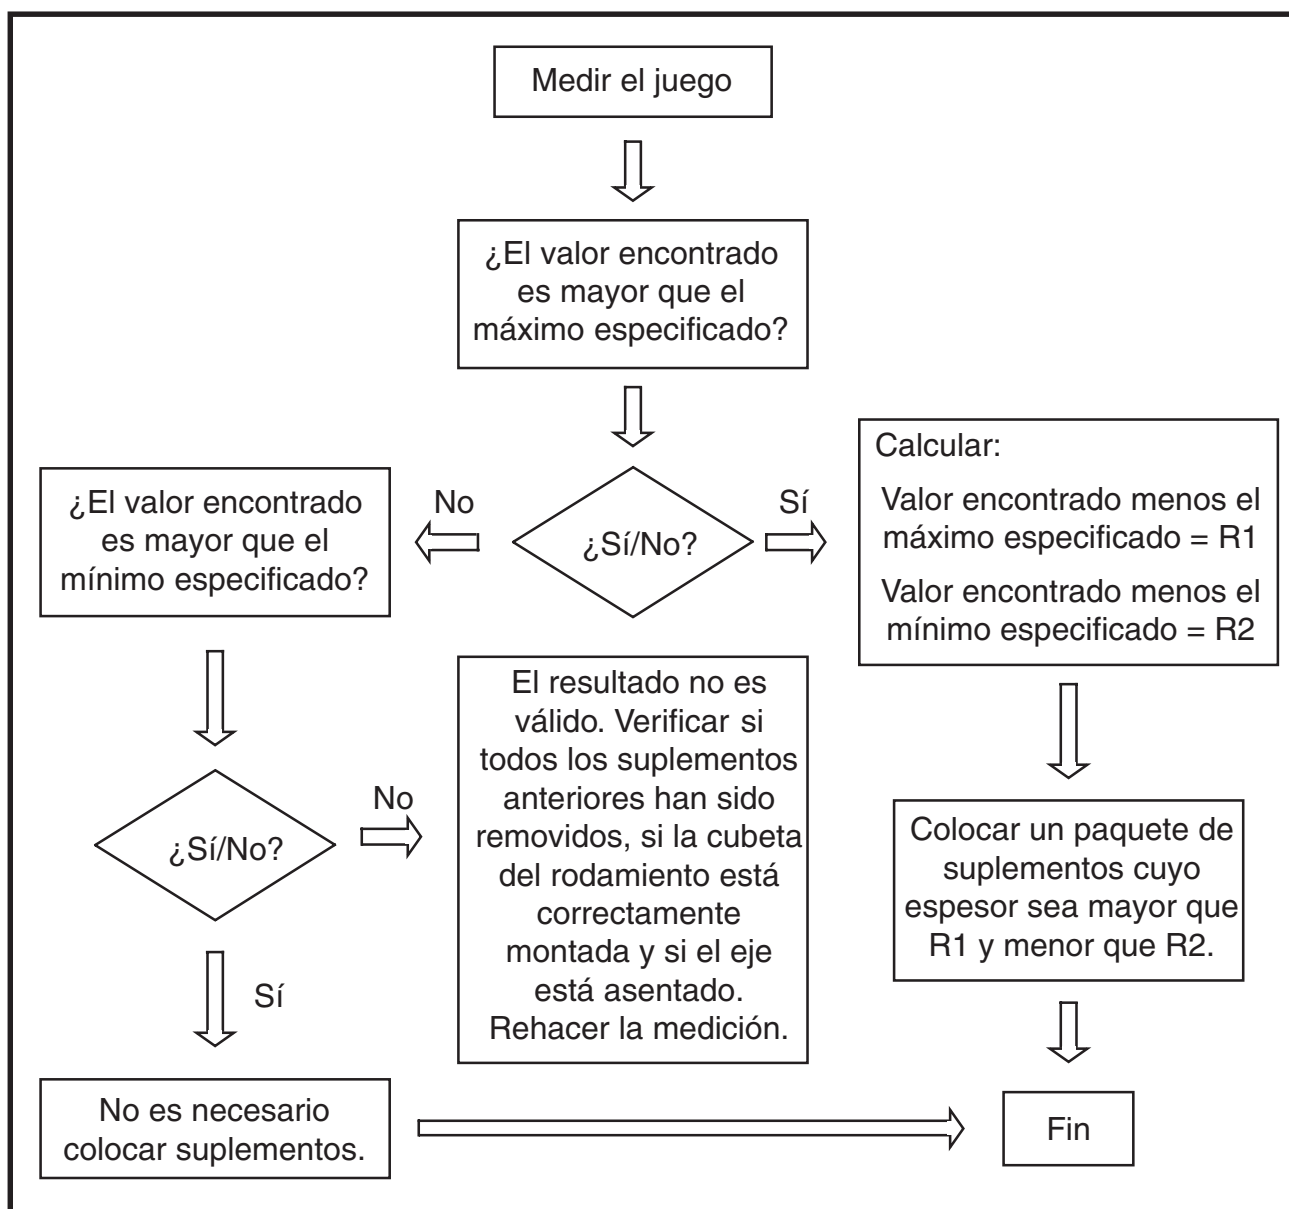 Medir el juego
¿El valor encontrado
es mayor que el
máximo especificado?
¿Sí/No?
No
Sí
Calcular:
Valor encontrado menos el
máximo especificado = R1
Valor encontrado menos el
mínimo especificado = R2
¿El valor encontrado
es mayor que el
mínimo especificado?
¿Sí/No?
No
Sí
El resultado no es
válido. Verificar si
todos los suplementos
anteriores han sido
removidos, si la cubeta
del rodamiento está
correctamente
montada y si el eje
está asentado.
Rehacer la medición.
Colocar un paquete de
suplementos cuyo
espesor sea mayor que
R1 y menor que R2.
No es necesario
colocar suplementos.
Fin